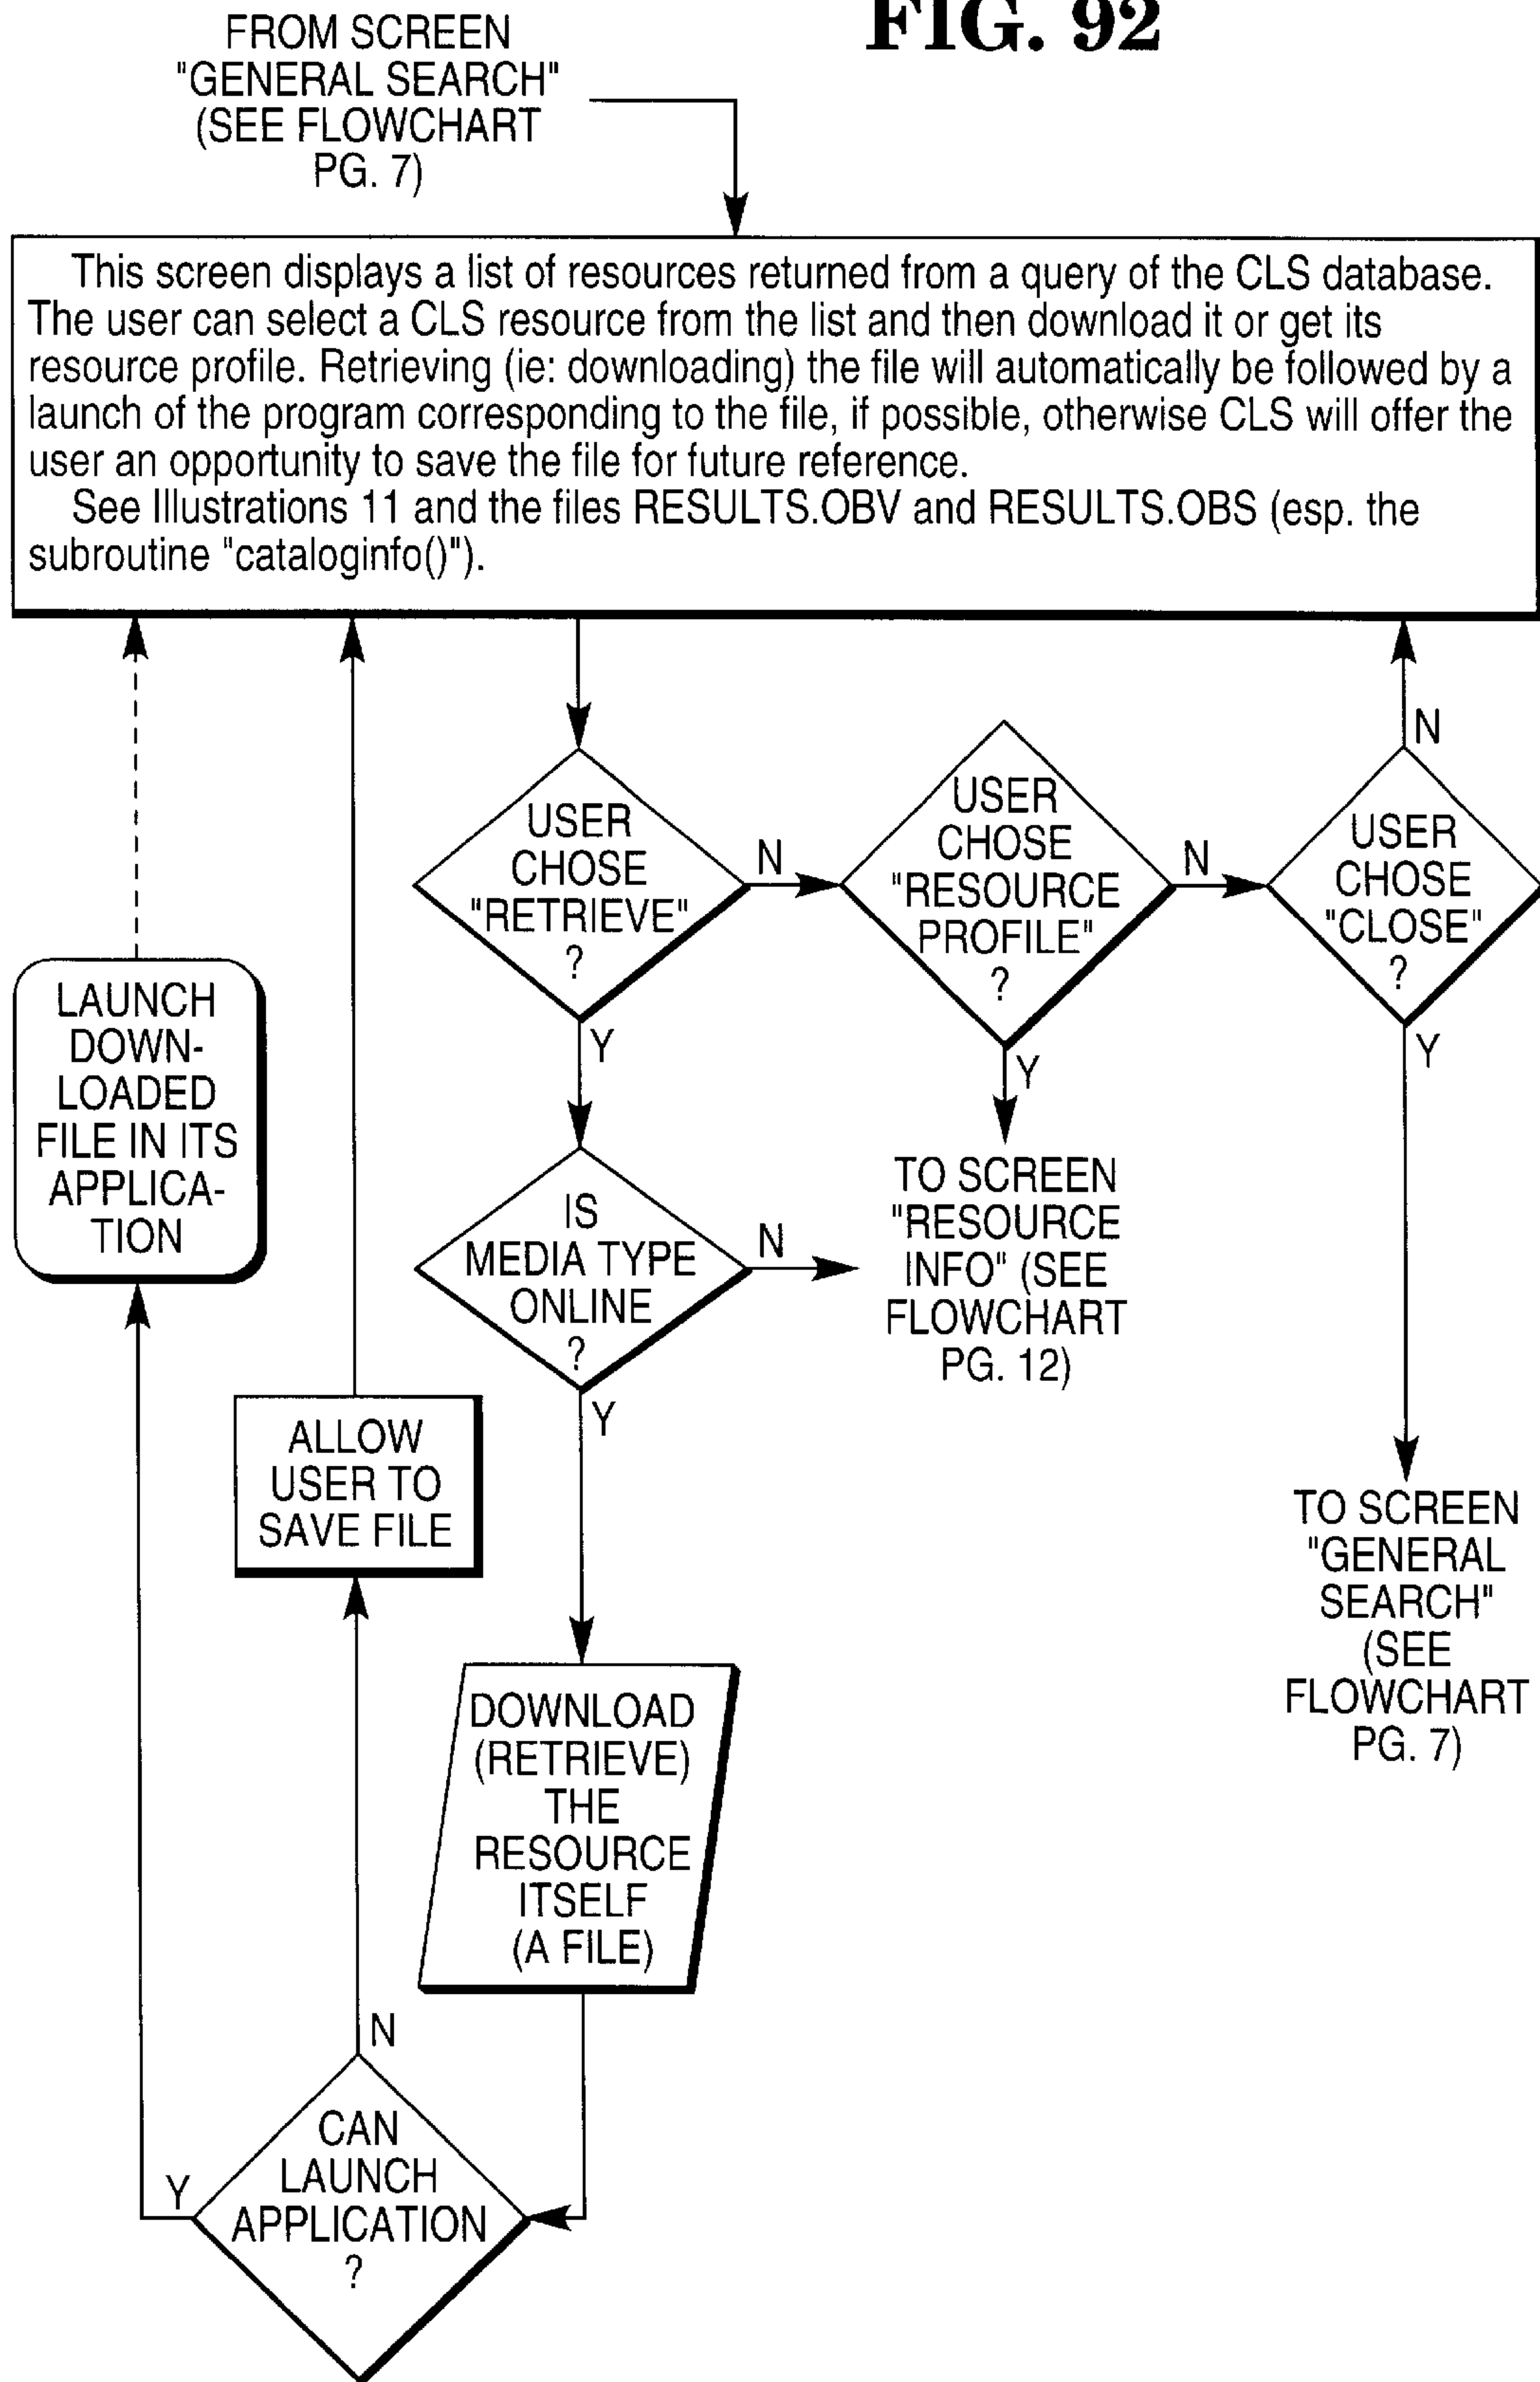 FIG. 92
FROM SCREEN
"GENERAL SEARCH"
(SEE FLOWCHART
PG. 7)
This screen displays a list of resources returned from a query of the CLS database.
The user can select a CLS resource from the list and then download it or get its
resource profile. Retrieving (ie: downloading) the file will automatically be followed by a
launch of the program corresponding to the file, if possible, otherwise CLS will offer the
user an opportunity to save the file for future reference.
See Illustrations 11 and the files RESULTS.OBV and RESULTS.OBS (esp. the
subroutine "cataloginfo()").
USER
CHOSE
"RETRIEVE"
?
N
Y
USER
CHOSE
"RESOURCE
PROFILE"
?
N
Y
USER
CHOSE
"CLOSE"
?
N
Y
LAUNCH
DOWN-
LOADED
FILE IN ITS
APPLICA-
TION
IS
MEDIA TYPE
ONLINE
?
N
Y
TO SCREEN
"RESOURCE
INFO" (SEE
FLOWCHART
PG. 12)
ALLOW
USER TO
SAVE FILE
TO SCREEN
"GENERAL
SEARCH"
(SEE
FLOWCHART
PG. 7)
DOWNLOAD
(RETRIEVE)
THE
RESOURCE
ITSELF
(A FILE)
N
Y
CAN
LAUNCH
APPLICATION
?